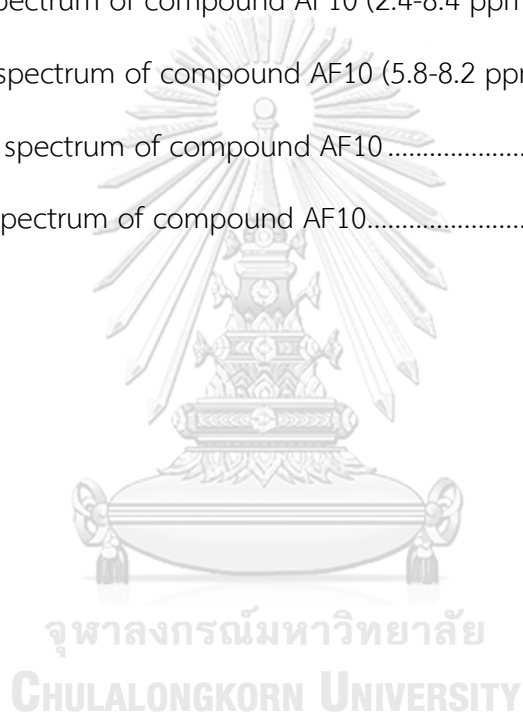 spectrum of compound AF10 (2.4-8.4 ppm
spectrum of compound AF10 (5.8-8.2 ppm
spectrum of compound AF10.....................
spectrum of compound AF10.......................
จุฬาลงกรณ์มหาวิทยาลัย
CHULALONGKORN UNIVERSITY